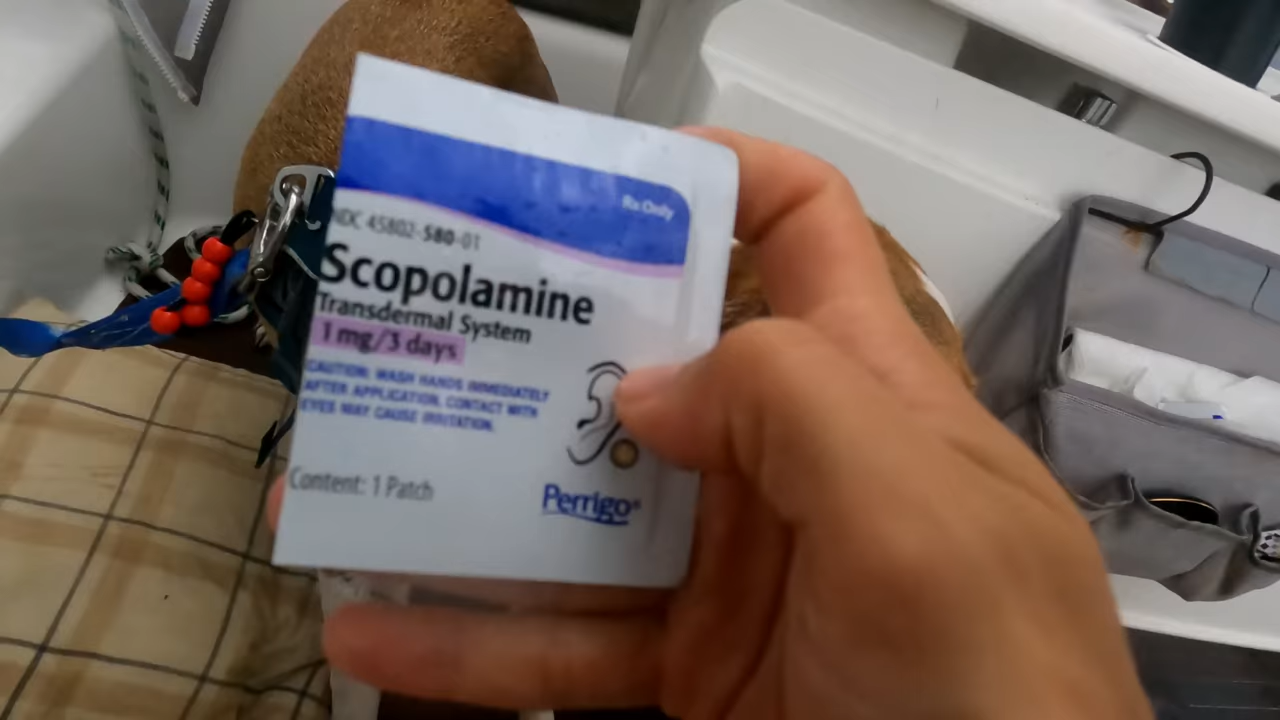 Rx Only
NDC 45802-580-01
Scopolamine
Transdermal System
1 mg/3 days
CAUTION: WASH HANDS IMMEDIATELY
AFTER APPLICATION. CONTACT WITH
EYES MAY CAUSE IRRITATION.
Content: 1 Patch
Perrigo®